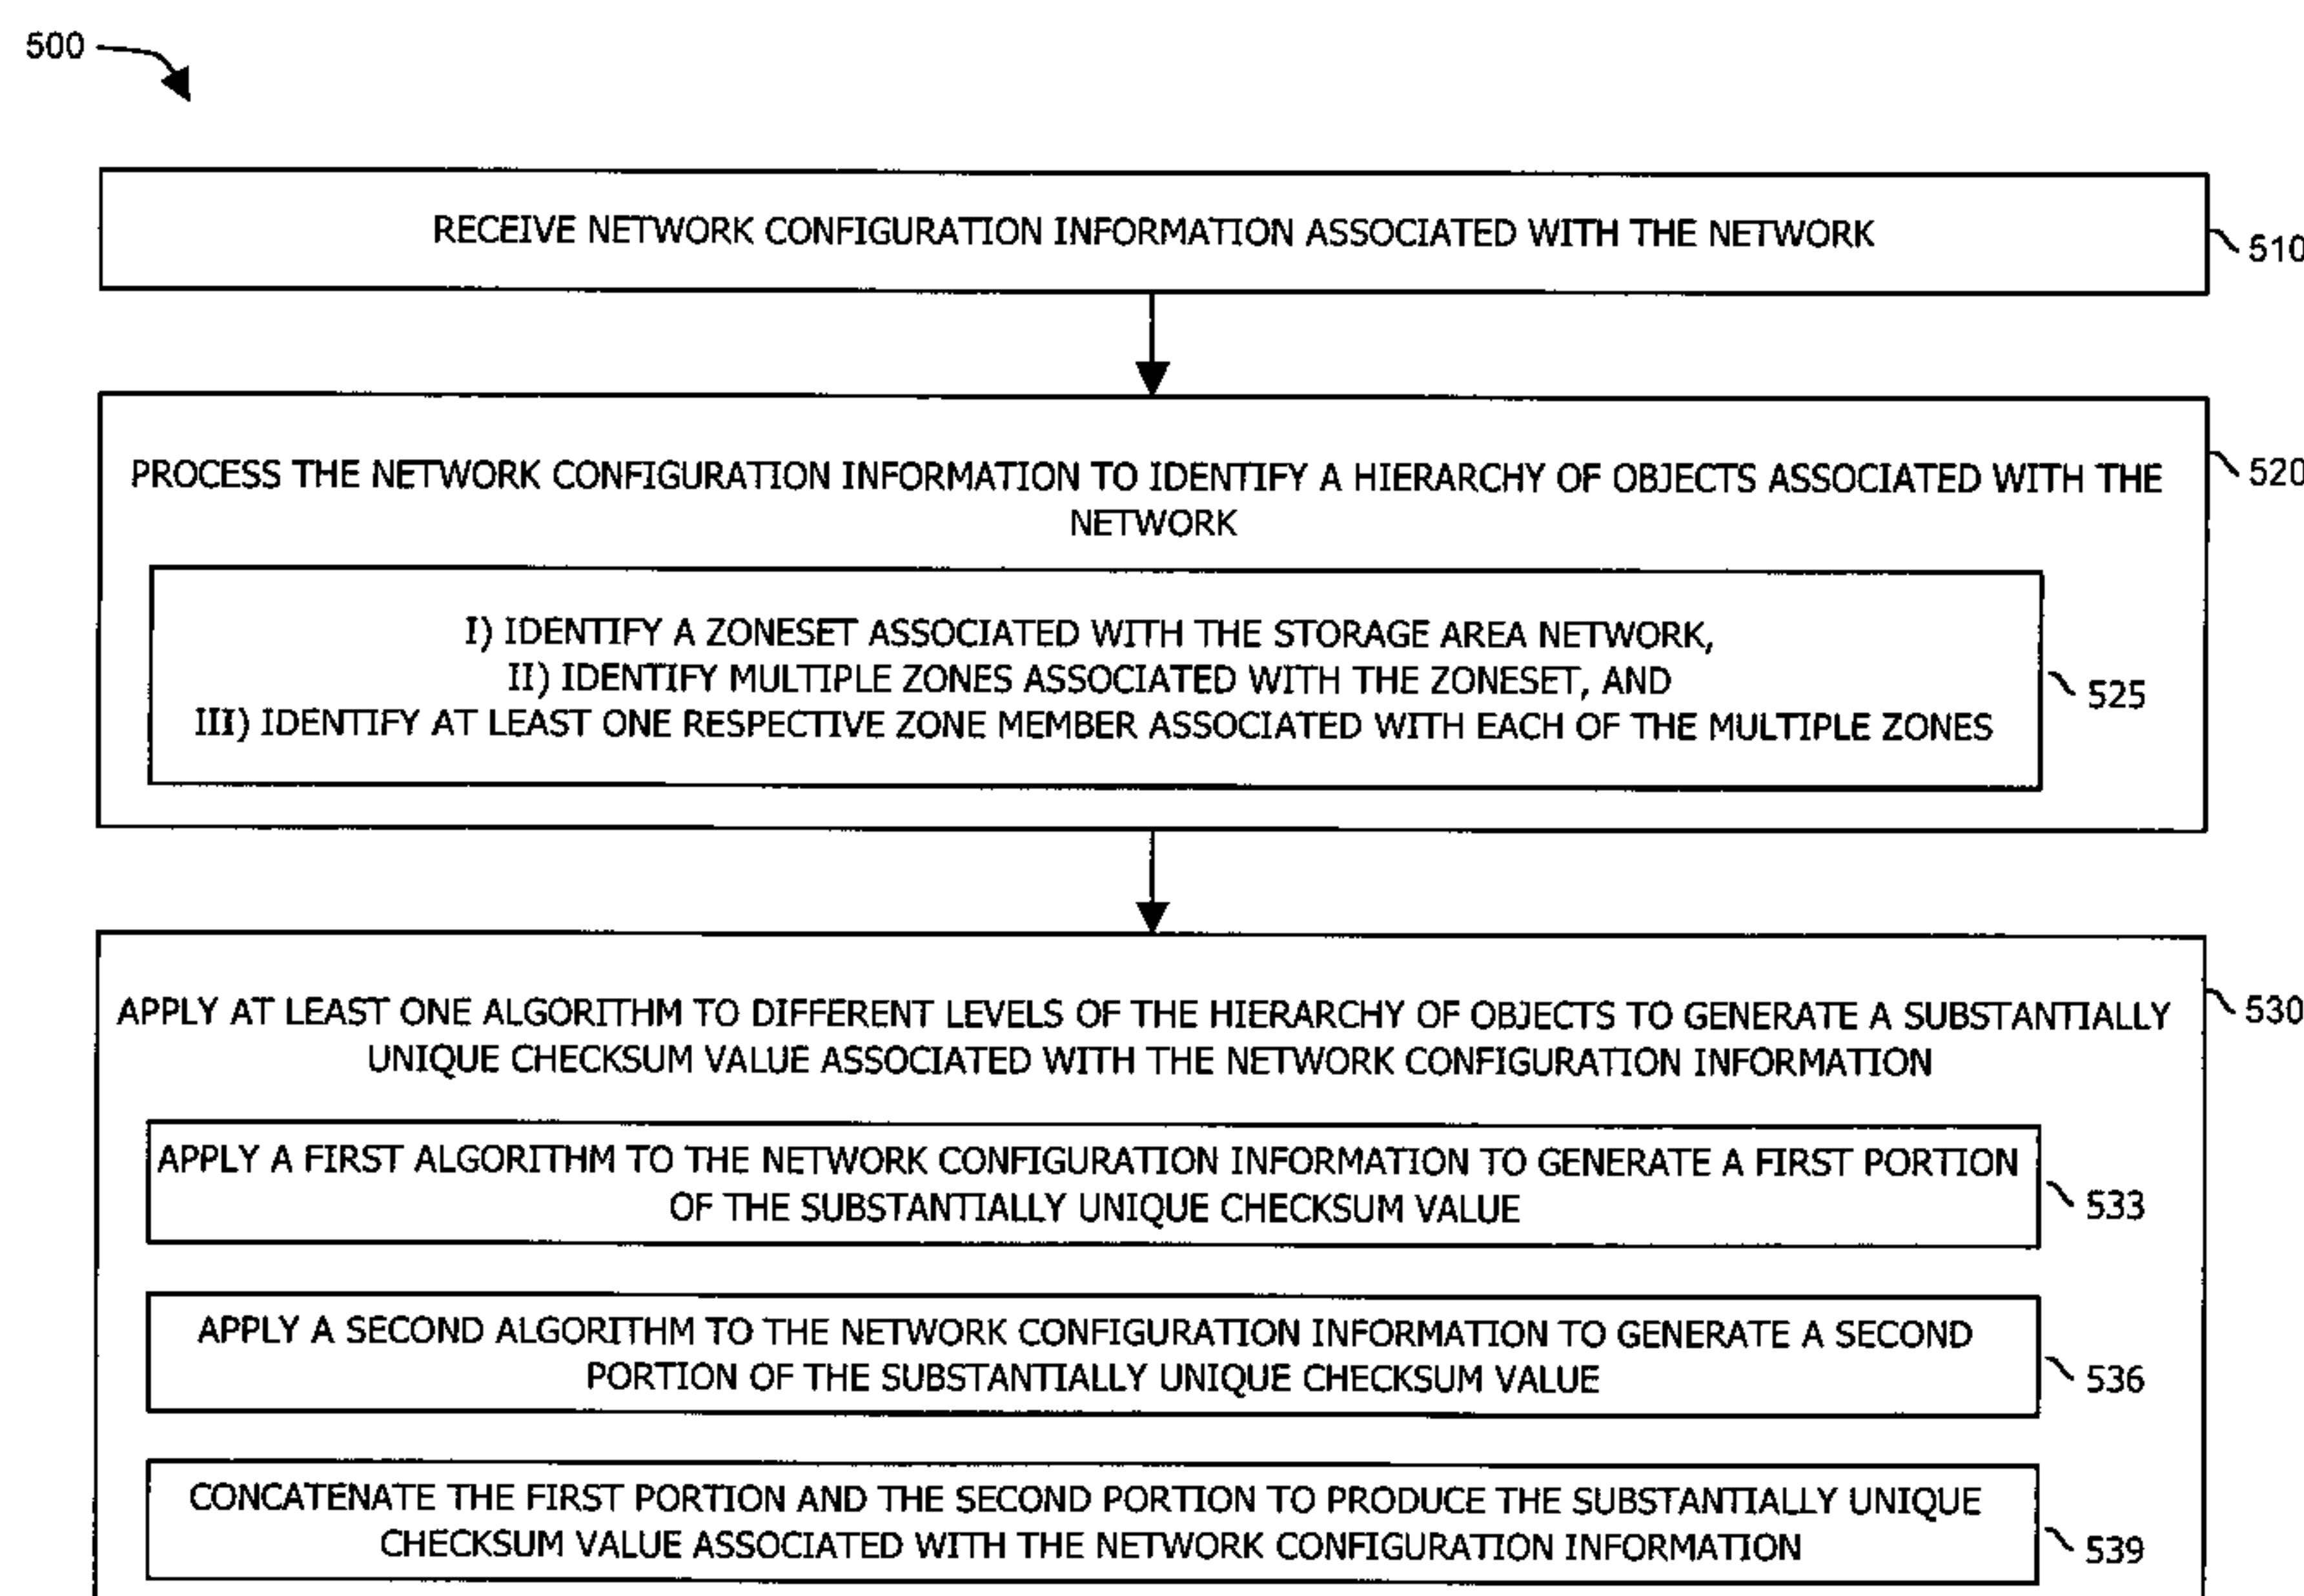 500
RECEIVE NETWORK CONFIGURATION INFORMATION ASSOCIATED WITH THE NETWORK
510
PROCESS THE NETWORK CONFIGURATION INFORMATION TO IDENTIFY A HIERARCHY OF OBJECTS ASSOCIATED WITH THE
NETWORK
520
I) IDENTIFY A ZONESET ASSOCIATED WITH THE STORAGE AREA NETWORK,
II) IDENTIFY MULTIPLE ZONES ASSOCIATED WITH THE ZONESET, AND
III) IDENTIFY AT LEAST ONE RESPECTIVE ZONE MEMBER ASSOCIATED WITH EACH OF THE MULTIPLE ZONES
525
APPLY AT LEAST ONE ALGORITHM TO DIFFERENT LEVELS OF THE HIERARCHY OF OBJECTS TO GENERATE A SUBSTANTIALLY
UNIQUE CHECKSUM VALUE ASSOCIATED WITH THE NETWORK CONFIGURATION INFORMATION
530
APPLY A FIRST ALGORITHM TO THE NETWORK CONFIGURATION INFORMATION TO GENERATE A FIRST PORTION
OF THE SUBSTANTIALLY UNIQUE CHECKSUM VALUE
533
APPLY A SECOND ALGORITHM TO THE NETWORK CONFIGURATION INFORMATION TO GENERATE A SECOND
PORTION OF THE SUBSTANTIALLY UNIQUE CHECKSUM VALUE
536
CONCATENATE THE FIRST PORTION AND THE SECOND PORTION TO PRODUCE THE SUBSTANTIALLY UNIQUE
CHECKSUM VALUE ASSOCIATED WITH THE NETWORK CONFIGURATION INFORMATION
539